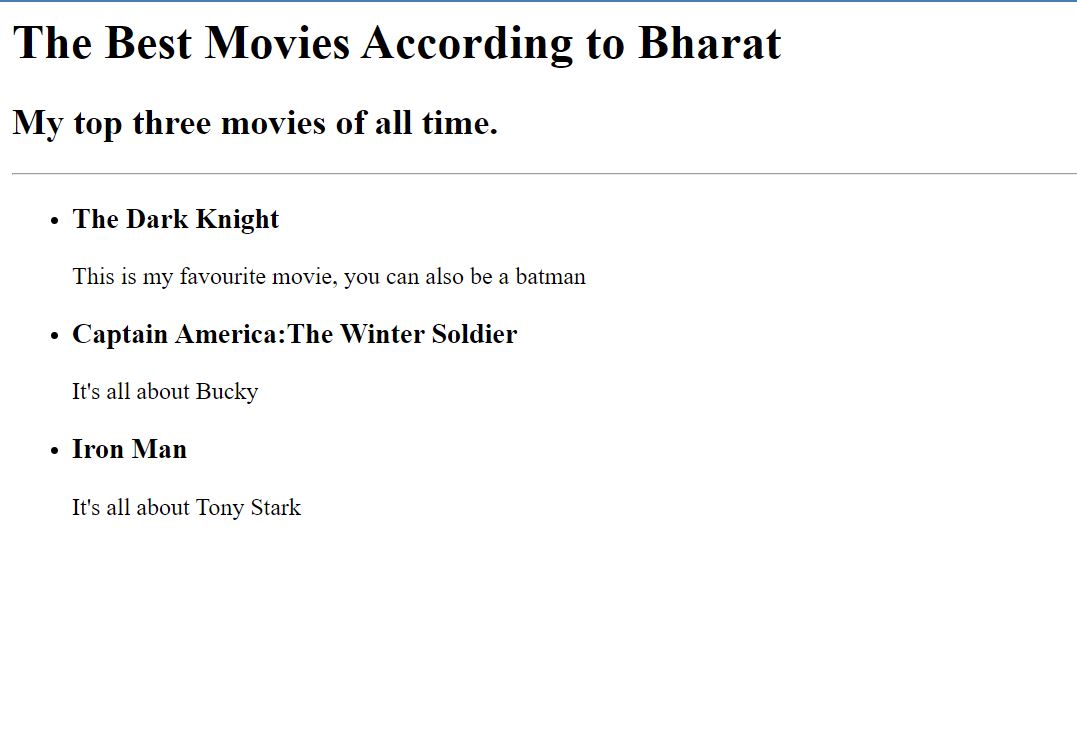 The Best Movies According to Bharat
My top three movies of all time.
The Dark Knight
This is my favourite movie, you can also be a batman
Captain America:The Winter Soldier
It's all about Bucky
Iron Man
It's all about Tony Stark